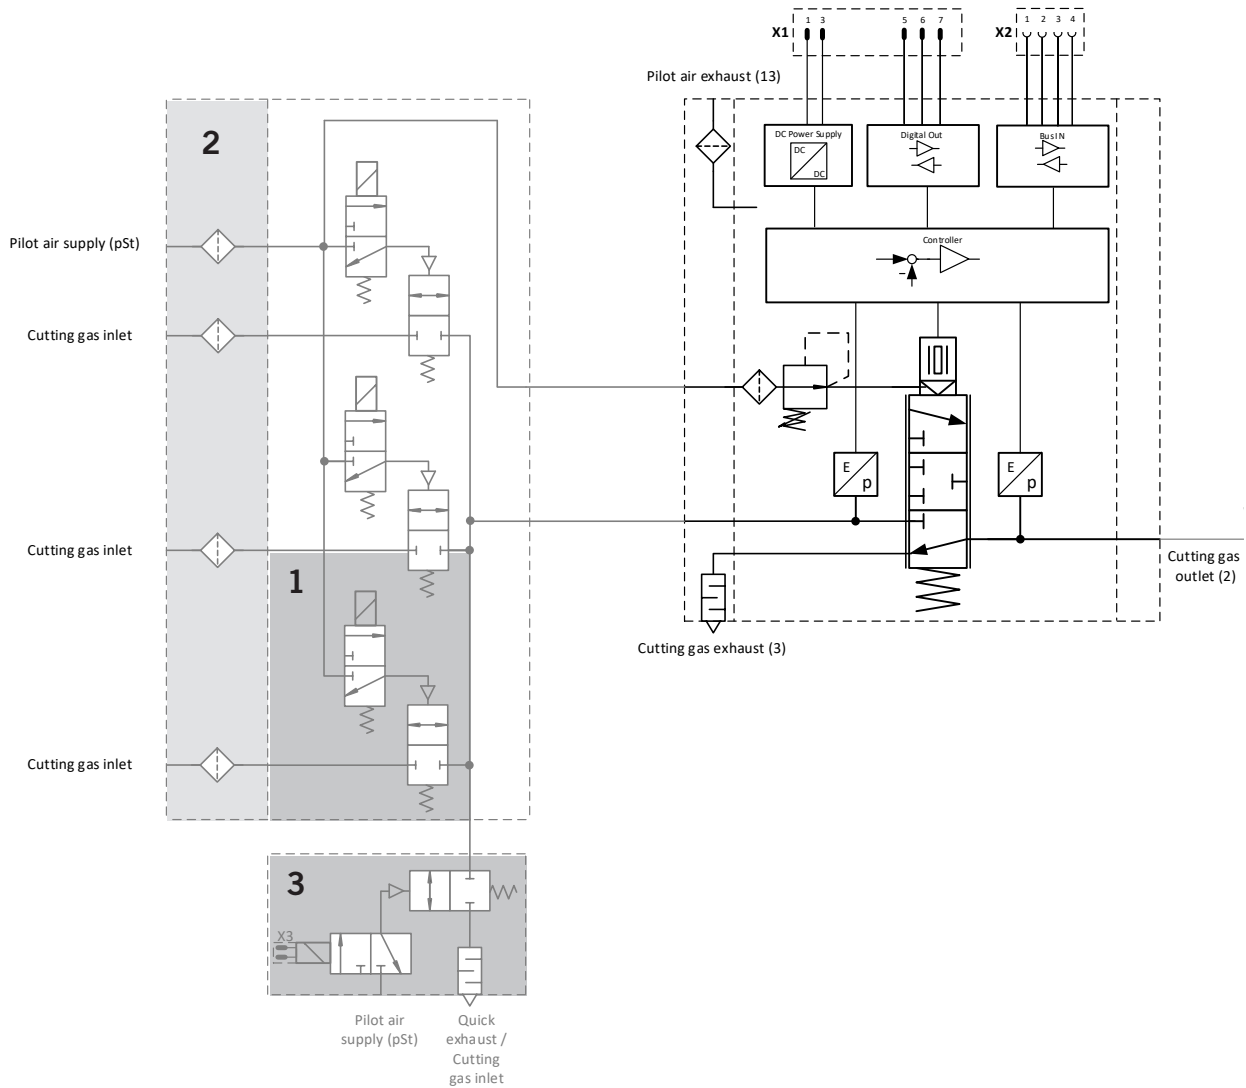 X1
1 3
5 6 7
X2
1 2 3 4
Pilot air exhaust (13)
2
DC Power Supply
DC
DC
Digital Out
Bus IN
Pilot air supply (pSt)
Controller
Cutting gas inlet
E
p
E
p
Cutting gas inlet
Cutting gas
outlet (2)
1
Cutting gas exhaust (3)
Cutting gas inlet
3
X3
Pilot air
supply (pSt)
Quick
exhaust /
Cutting
gas inlet